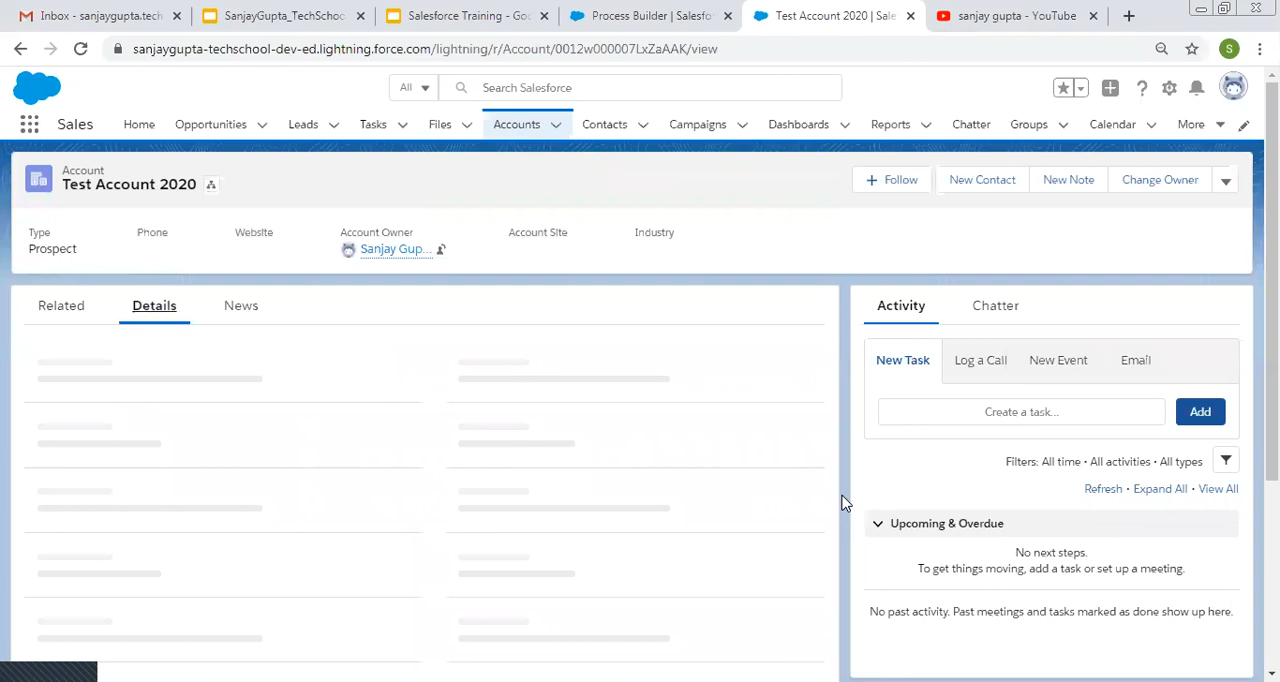 Inbox - sanjaygupta.tech
SanjayGupta_TechSchoo
Salesforce Training - Goo
Process Builder | Salesfo
Test Account 2020 | Sale
sanjay gupta - YouTube
sanjaygupta-techschool-dev-ed.lightning.force.com/lightning/r/Account/0012w000007LxZaAAK/view
S
All
Search Salesforce
Sales
Home
Opportunities
Leads
Tasks
Files
Accounts
Contacts
Campaigns
Dashboards
Reports
Chatter
Groups
Calendar
More
Account
Test Account 2020
Follow
New Contact
New Note
Change Owner
Type
Phone
Website
Account Owner
Account Site
Industry
Prospect
Sanjay Gup...
Related
Details
News
Activity
Chatter
New Task
Log a Call
New Event
Email
Create a task...
Add
Filters: All time • All activities • All types
Refresh • Expand All • View All
Upcoming & Overdue
No next steps.
To get things moving, add a task or set up a meeting.
No past activity. Past meetings and tasks marked as done show up here.